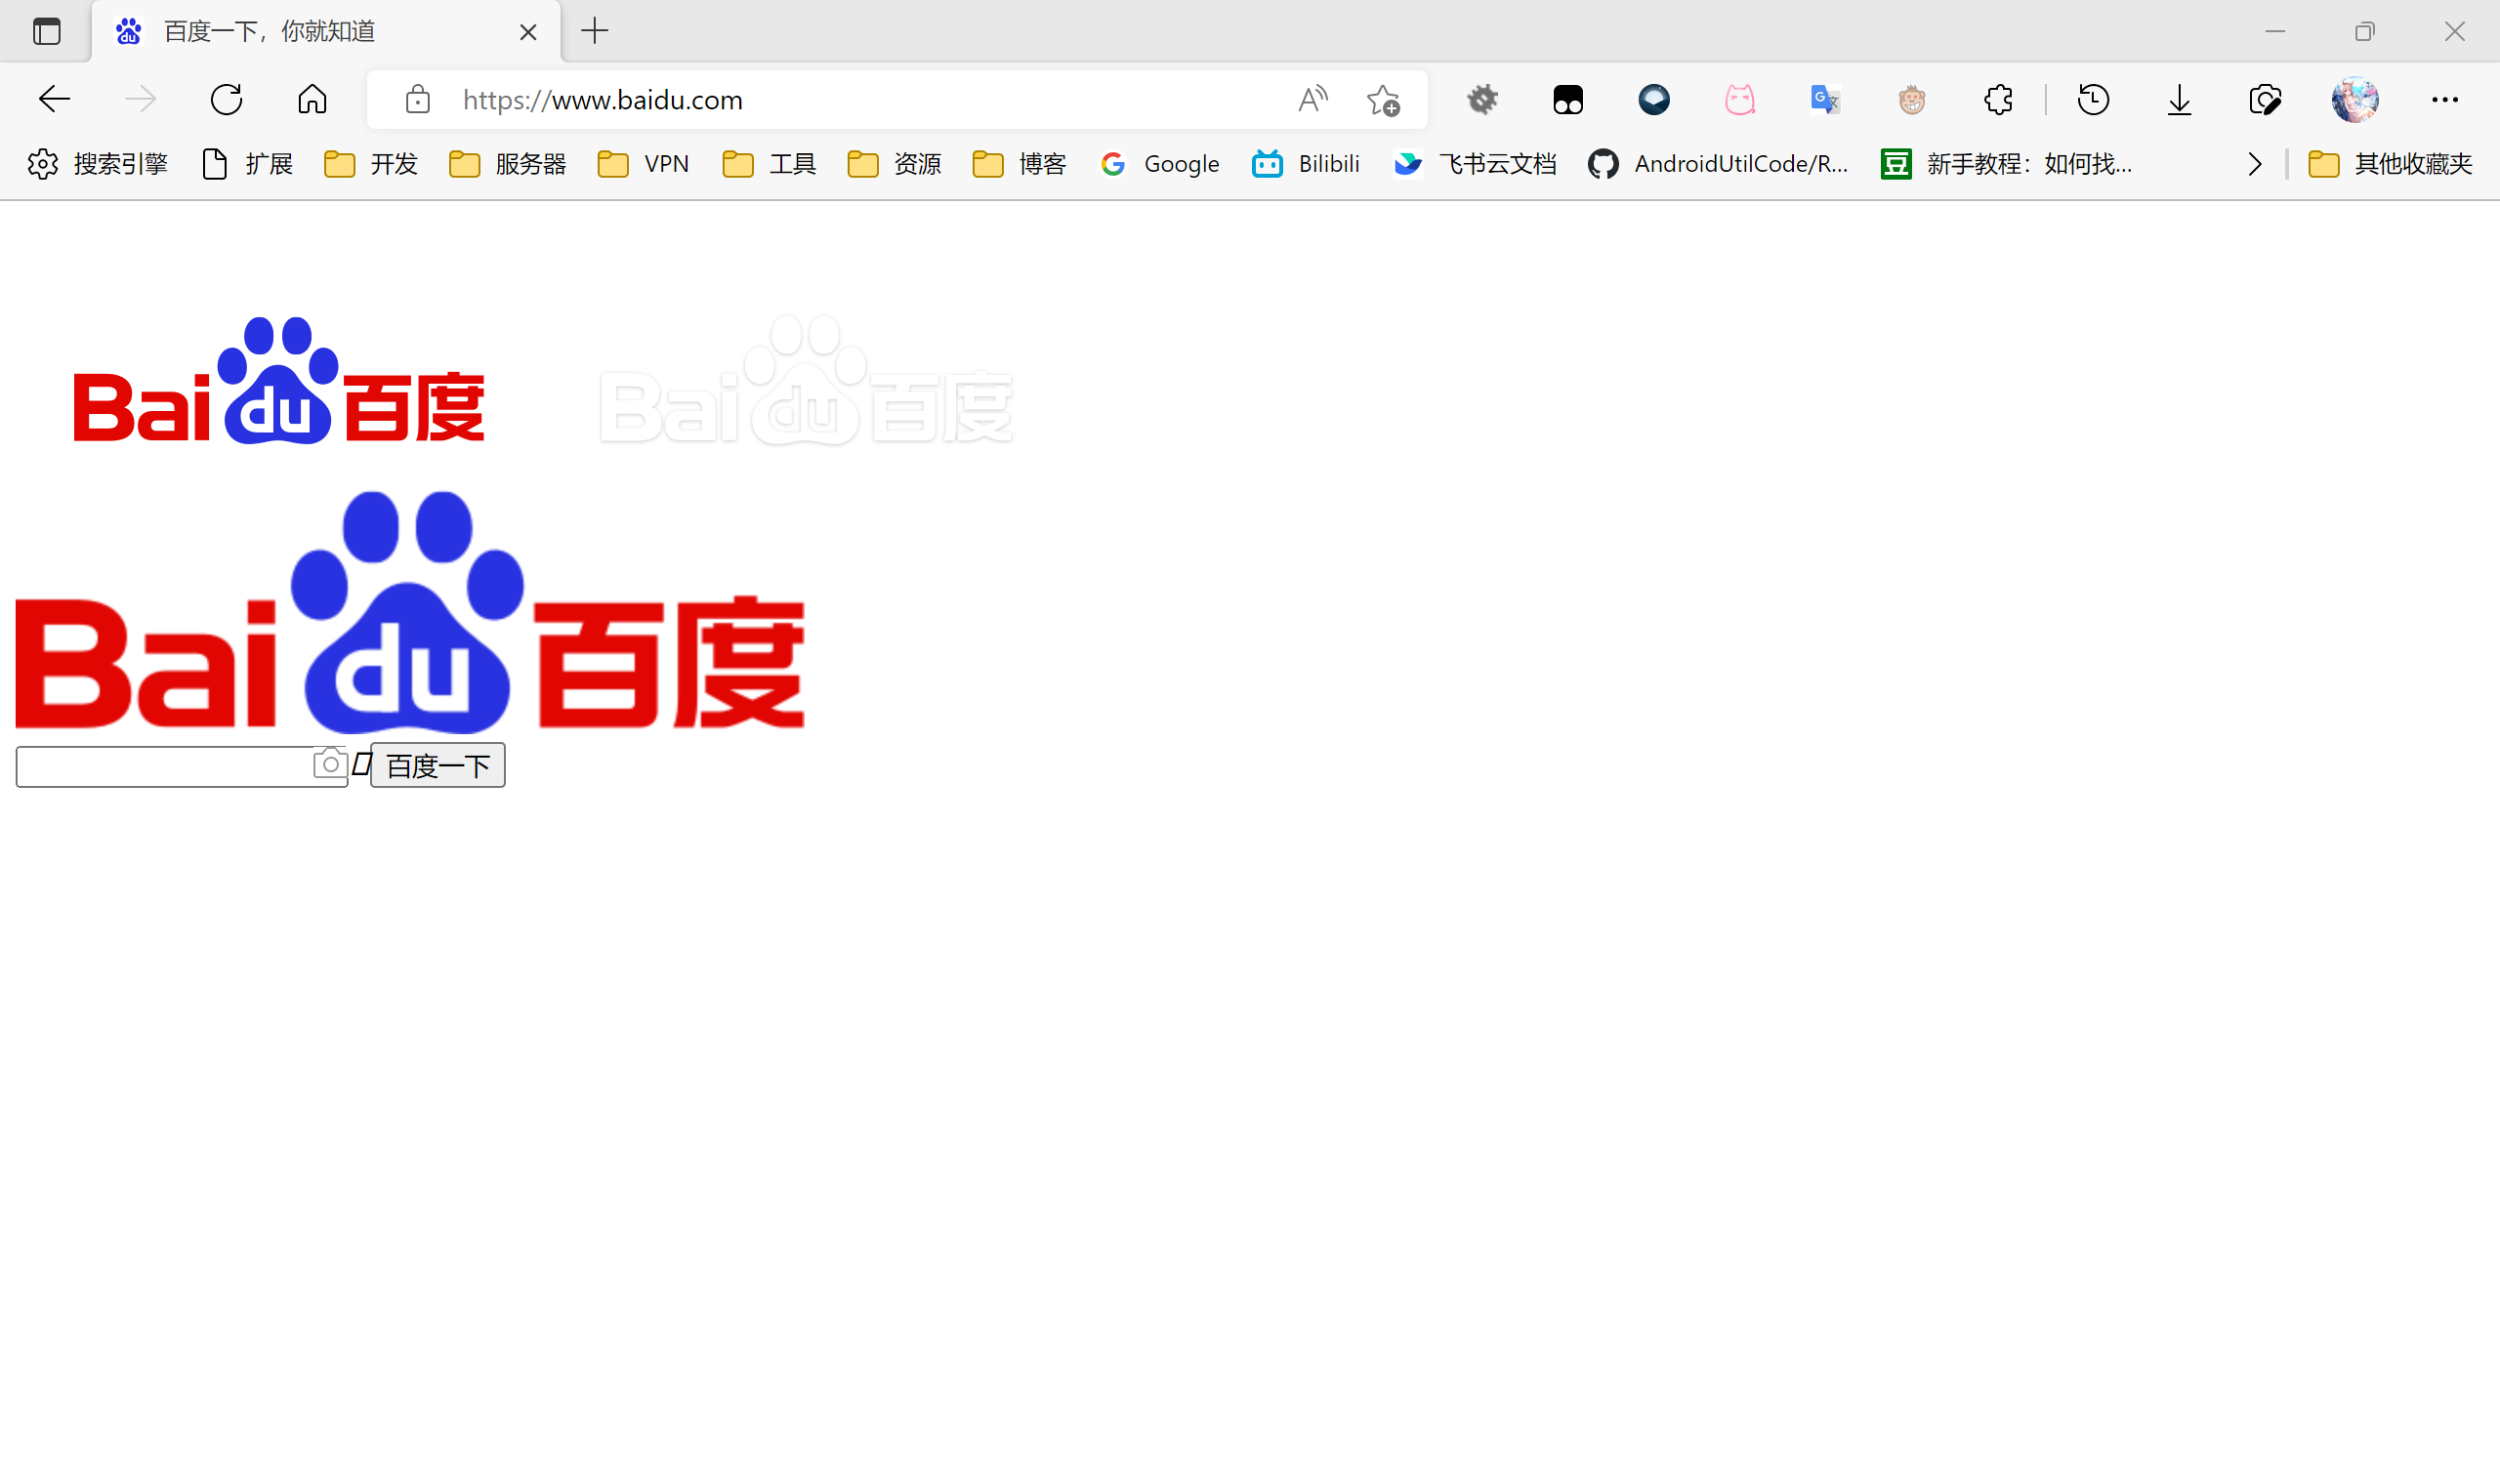 百度一下，你就知道
https://www.baidu.com
搜索引擎 扩展 开发 服务器 VPN 工具 资源 博客 Google Bilibili 飞书云文档 AndroidUtilCode/R... 豆 新手教程：如何找... 其他收藏夹
Bai du 百度 Bai du 百度
Bai du 百度
百度一下